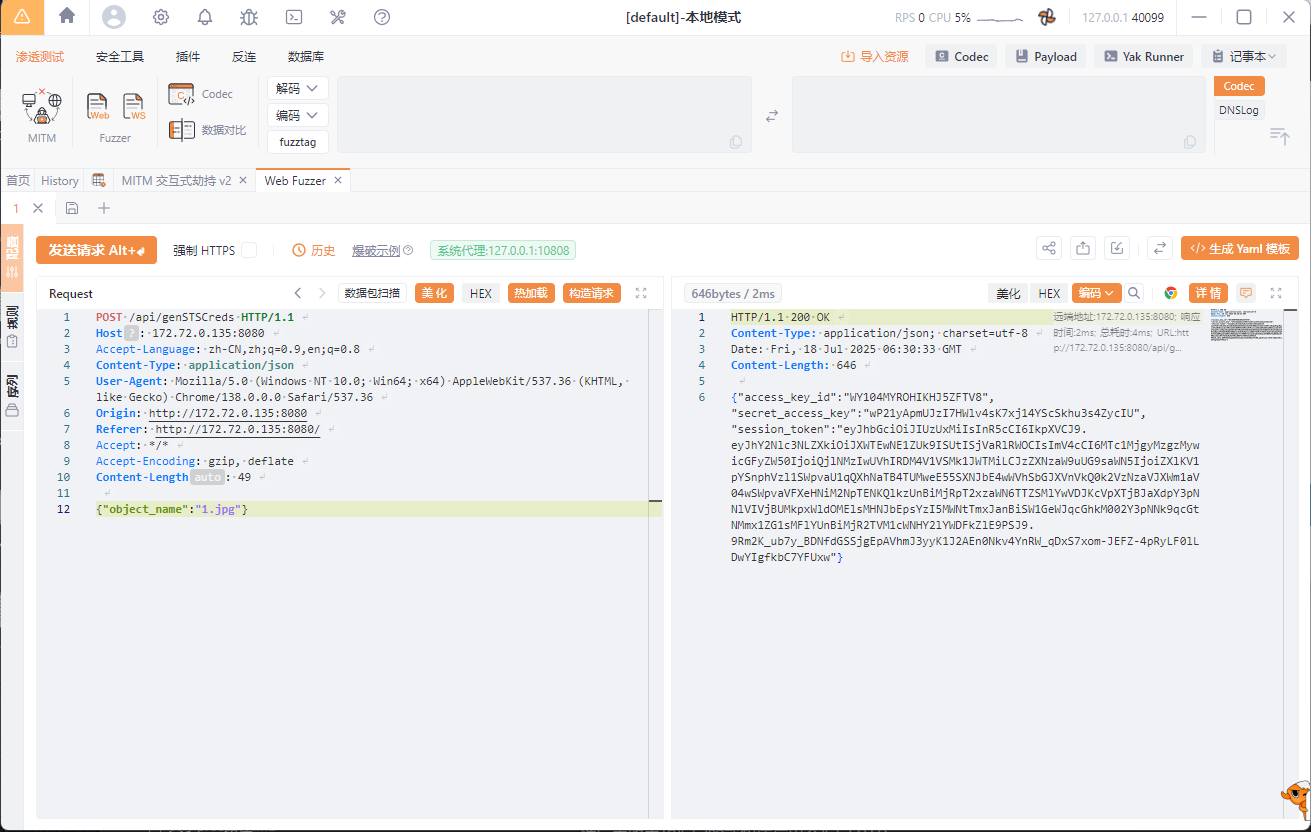 [default]-本地模式
RPS 0 CPU 5%
127.0.0.1 40099
渗透测试 安全工具 插件 反连 数据库
导入资源 Codec Payload Yak Runner 记事本
MITM
Web
WS
Fuzzer
Codec
数据对比
解码
编码
fuzztag
Codec
DNSLog
首页 History MITM 交互式劫持 v2 Web Fuzzer
1
配置
规则
序列
发送请求 Alt+
强制 HTTPS
历史
爆破示例
系统代理:127.0.0.1:10808
</> 生成 Yaml 模板
Request 数据包扫描 美化 HEX 热加载 构造请求
1 POST /api/genSTSCreds HTTP/1.1
2 Host ? : 172.72.0.135:8080
3 Accept-Language: zh-CN,zh;q=0.9,en;q=0.8
4 Content-Type: application/json
5 User-Agent: Mozilla/5.0 (Windows NT 10.0; Win64; x64) AppleWebKit/537.36 (KHTML,
like Gecko) Chrome/138.0.0.0 Safari/537.36
6 Origin: http://172.72.0.135:8080
7 Referer: http://172.72.0.135:8080/
8 Accept: */*
9 Accept-Encoding: gzip, deflate
10 Content-Length auto : 49
11
12 {"object_name":"1.jpg"}
646bytes / 2ms 美化 HEX 编码 详情
1 HTTP/1.1 200 OK
2 Content-Type: application/json; charset=utf-8
3 Date: Fri, 18 Jul 2025 06:30:33 GMT
4 Content-Length: 646
5
6 {"access_key_id":"WY104MYROHIKHJ5ZFTV8",
"secret_access_key":"wP21yApmUJzI7HWlv4sK7xj14YScSkhu3s4ZycIU",
"session_token":"eyJhbGciOiJIUzUxMiIsInR5cCI6IkpXVCJ9.
eyJhY2Nlc3NLZXkiOiJXWTEwNE1ZUk9ISUtISjVaRlRWOCIsImV4cCI6MTc1MjgyMzgzMyw
icGFyZW50IjoiQjlNMzIwUVhIRDM4V1VSMk1JWTMiLCJzZXNzaW9uUG9saWN5IjoiZXlKV1
pYSnphVzl1SWpvaU1qQXhNaTB4TUMweE55SXNJbE4wWVhSbGJXVnVkQ0k2VzNzaVJXWm1aV
04wSWpvaVFXeHNiM2NpTENKQlkzUnBiMjRpT2xzaWN6TTZSMlYwVDJKcVpXTjBJaXdpY3pN
NlVIVjBUMkpxWldOMElsMHNJbEpsYzI5MWNtTmxJanBiSWlGeWJqcGhkM002Y3pNNk9qcGt
NMmx1ZG1sMFlYUnBiMjR2TVM1cWNHY2lYWDFkZlE9PSJ9.
9Rm2K_ub7y_BDNfdGSSjgEpAVhmJ3yyK1J2AEn0Nkv4YnRW_qDxS7xom-JEFZ-4pRyLF0lL
DwYIgfkbC7YFUxw"}
远端地址:172.72.0.135:8080; 响应
时间:2ms; 总耗时:4ms; URL:htt
p://172.72.0.135:8080/api/g...